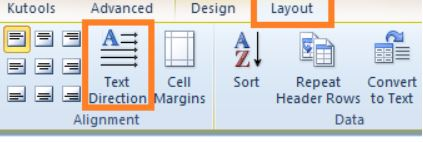 Kutools Advanced Design Layout
Text Direction
Cell Margins
Sort
Repeat Header Rows
Convert to Text
Alignment
Data